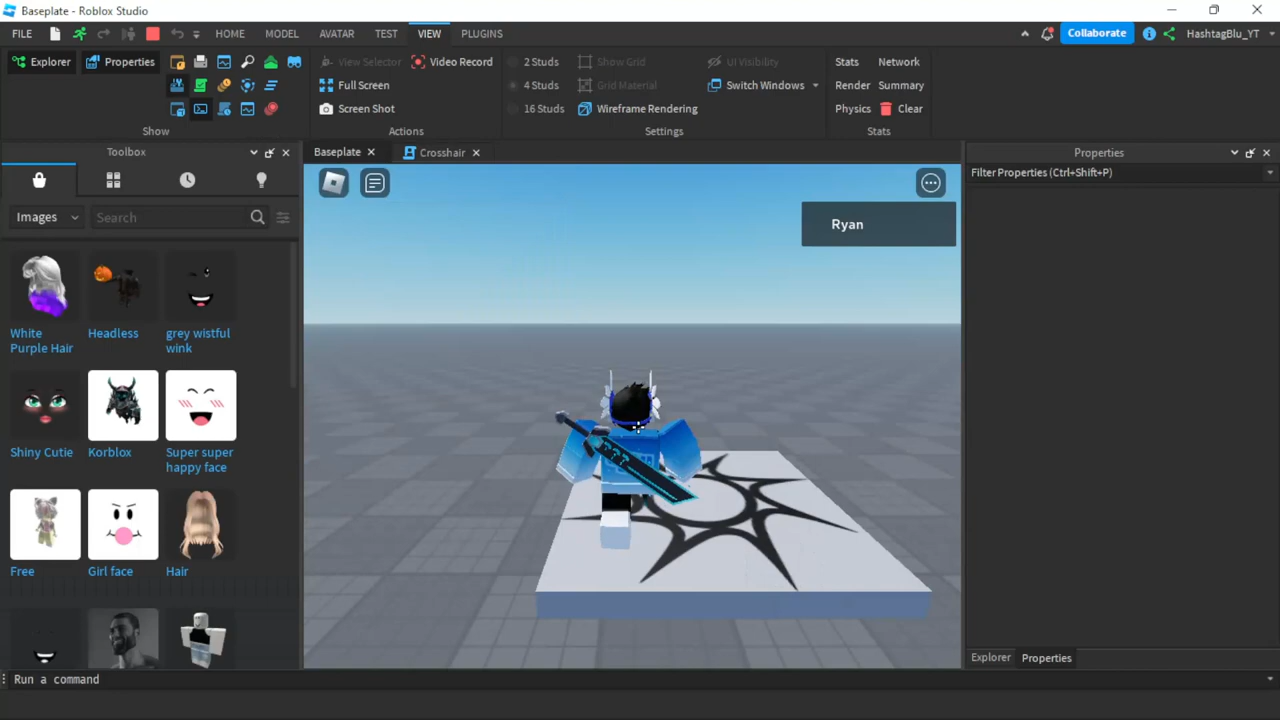 Baseplate - Roblox Studio
FILE HOME MODEL AVATAR TEST VIEW PLUGINS Collaborate HashtagBlu_YT
Explorer Properties View Selector Video Record 2 Studs Show Grid UI Visibility Stats Network
Full Screen 4 Studs Grid Material Switch Windows Render Summary
Screen Shot 16 Studs Wireframe Rendering Physics Clear
Show Actions Settings Stats
Toolbox Baseplate Crosshair Properties
Filter Properties (Ctrl+Shift+P)
Images Search
Ryan
White Purple Hair
Headless
grey wistful wink
Shiny Cutie
Korblox
Super super happy face
???
Free
Girl face
Hair
Explorer Properties
Run a command